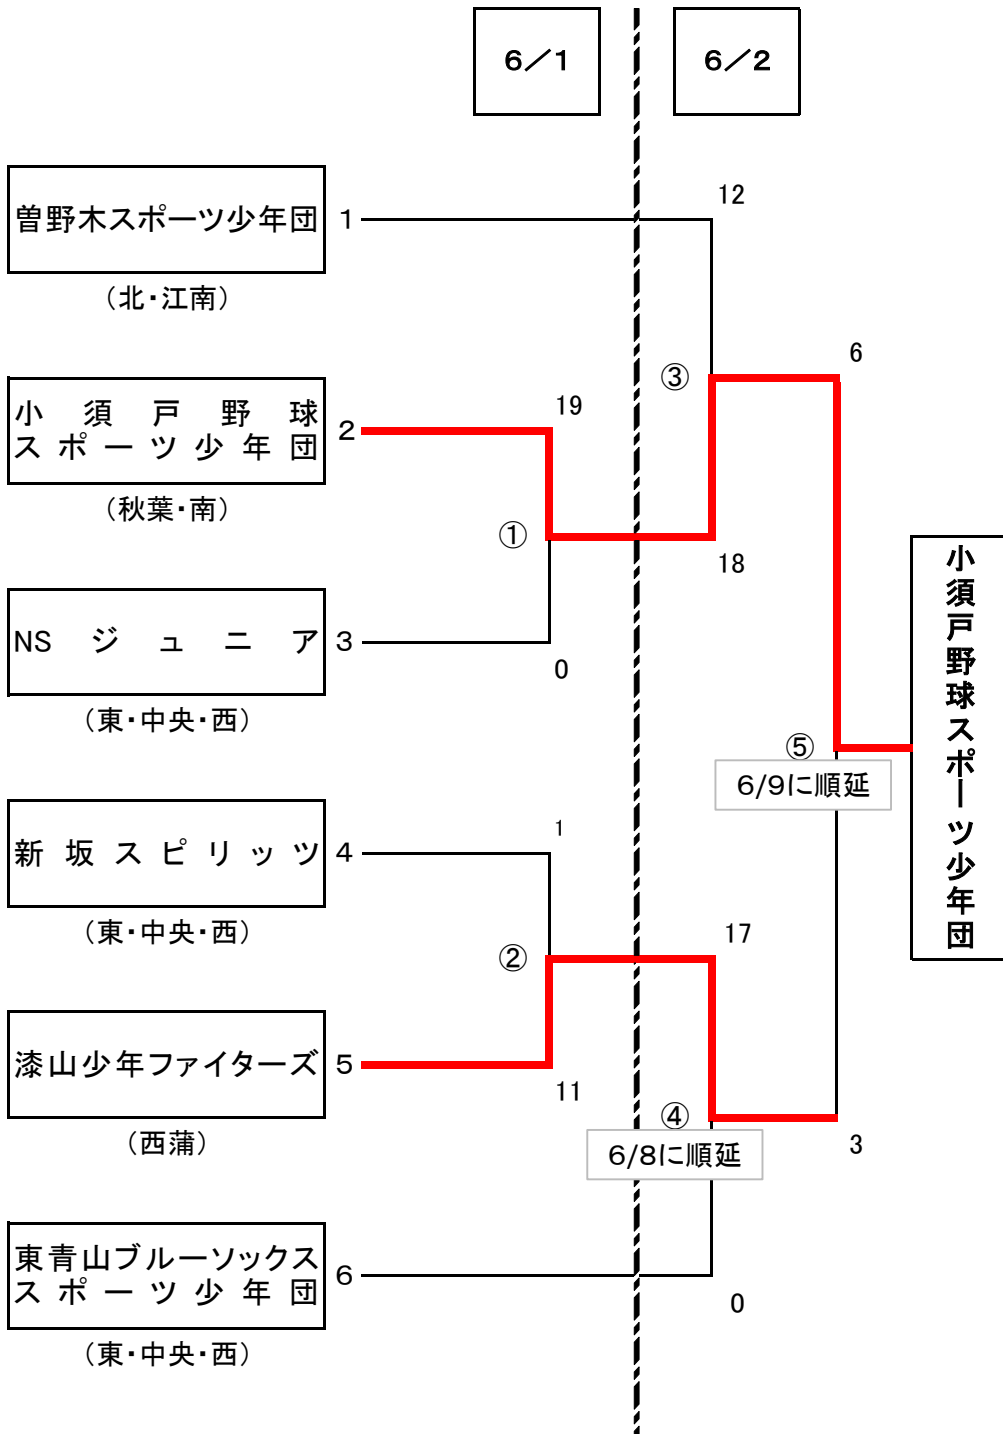 6／1
6／2
曽野木スポーツ少年団
1
12
（北・江南）
③
6
小須戸野球
スポーツ少年団
2
19
（秋葉・南）
①
18
NSジュニア
3
0
（東・中央・西）
⑤
6/9に順延
小須戸野球スポーツ少年団
新坂スピリッツ
4
1
（東・中央・西）
②
17
漆山少年ファイターズ
5
11
（西蒲）
④
6/8に順延
3
東青山ブルーソックス
スポーツ少年団
6
0
（東・中央・西）